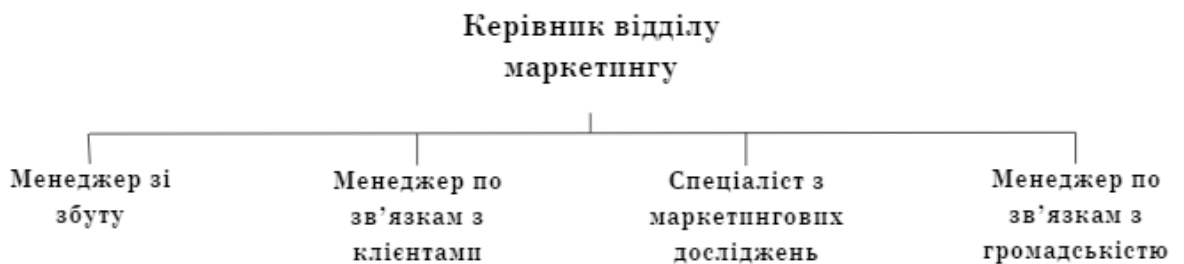 Керівник відділу
маркетингу
Менеджер зі
збуту
Менеджер по
зв’язкам з
клієнтами
Спеціаліст з
маркетингових
досліджень
Менеджер по
зв’язкам з
громадськістю